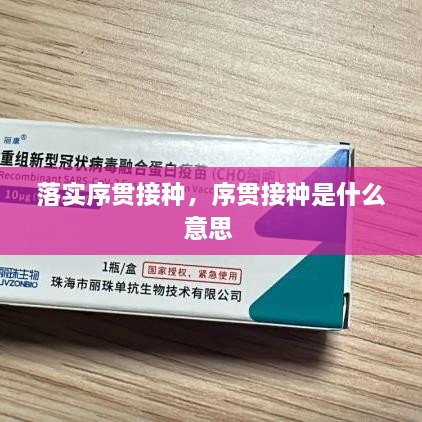 丽康®
重组新型冠状病毒融合蛋白疫苗(CHO细胞)
Recombinant SARS-CoV-2
Vacc
10μg
落实序贯接种，序贯接种是什么
意思
丽珠生物
LIVZONBIO
1瓶/盒
国家授权，紧急使用
珠海市丽珠单抗生物技术有限公司